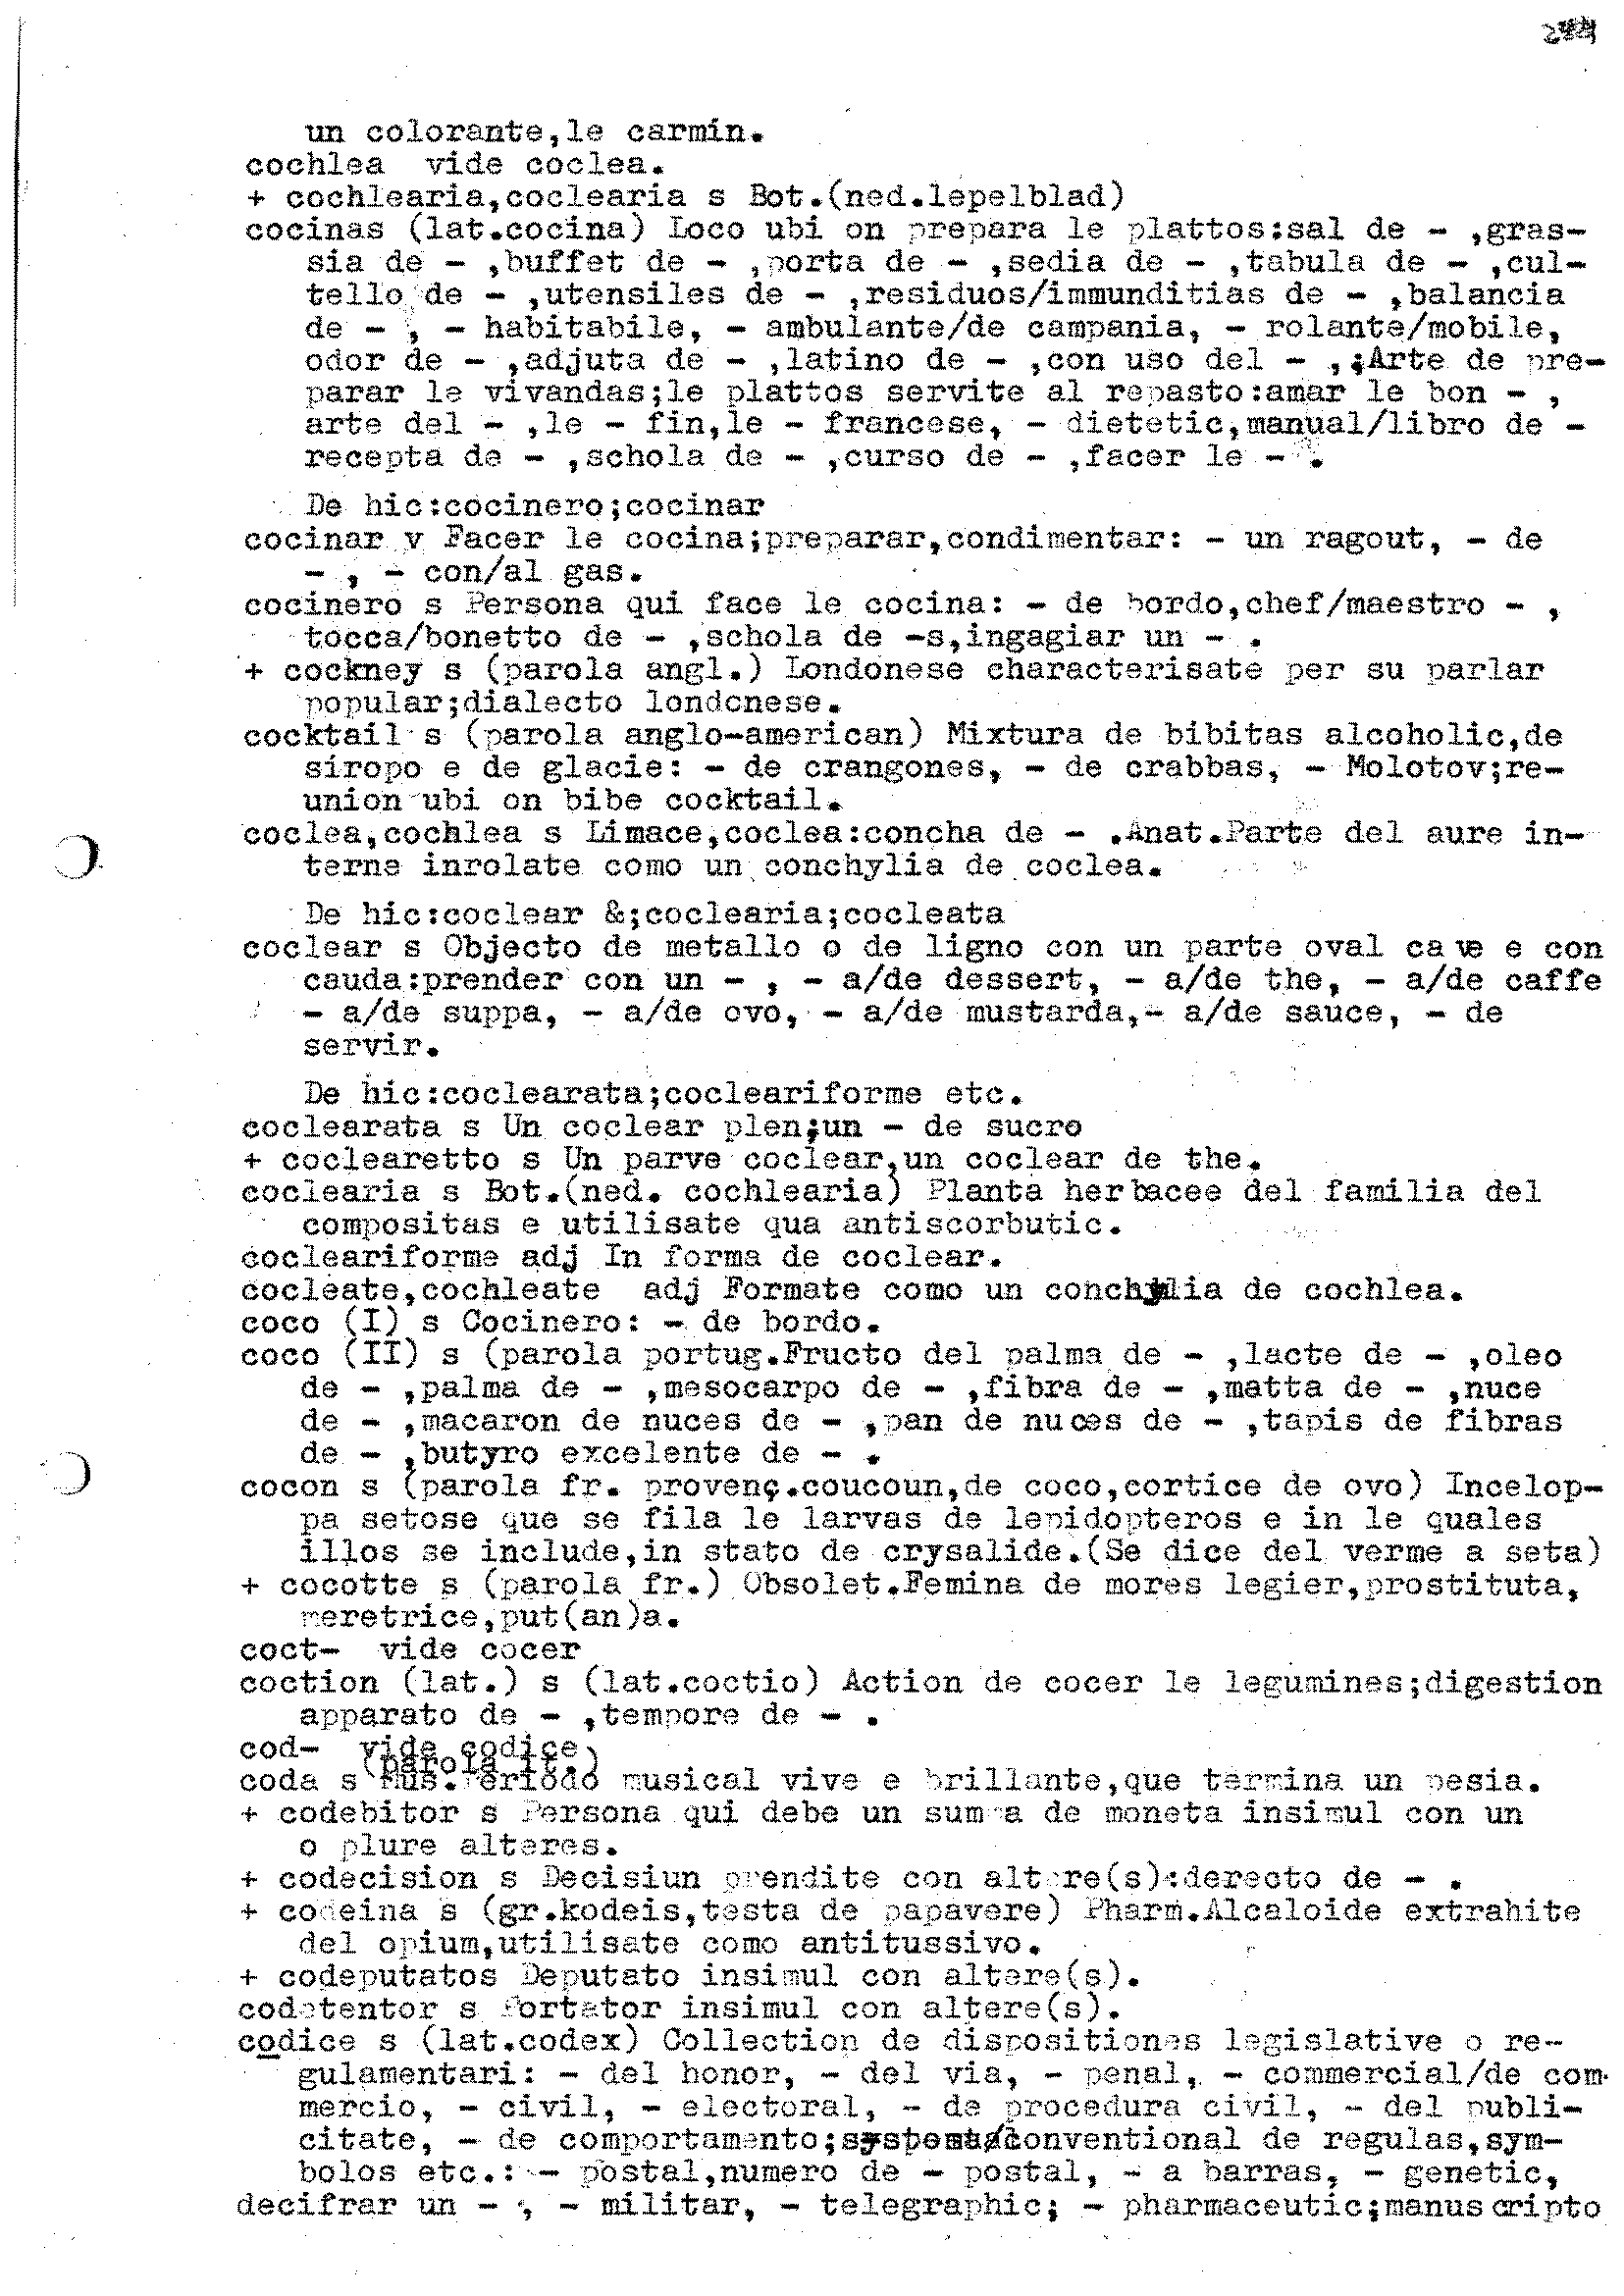 un colorante,le carmin.
cochlea  vide coclea.
+ cochlearia,coclearia s Bot.(ned.lepelblad)
cocinas (lat.cocina) Loco ubi on prepara le plattos:sal de - ,gras-
sia de - ,buffet de - ,porta de - ,sedia de - ,tabula de - ,cul-
tello de - ,utensiles de - ,residuos/immunditias de - ,balancia
de - , - habitabile, - ambulante/de campania, - rolante/mobile,
odor de - ,adjuta de - ,latino de - ,con uso del - ,;Arte de pre-
parar le vivandas;le plattos servite al repasto:amar le bon - ,
arte del - ,le - fin,le - francese, - dietetic,manual/libro de -
recepta de - ,schola de - ,curso de - ,facer le - .
De hic:cocinero;cocinar
cocinar v Facer le cocina;preparar,condimentar: - un ragout, - de
- , - con/al gas.
cocinero s Persona qui face le cocina: - de bordo,chef/maestro - ,
tocca/bonetto de - ,schola de -s,ingagiar un - .
+ cockney s (parola angl.) Londonese characterisate per su parlar
popular;dialecto londonese.
cocktail s (parola anglo-american) Mixtura de bibitas alcoholic,de
siropo e de glacie: - de crangones, - de crabbas, - Molotov;re-
union ubi on bibe cocktail.
coclea,cochlea s Limace,coclea:concha de - .Anat.Parte del aure in-
terne inrolate como un conchylia de coclea.
De hic:coclear &;coclearia;cocleata
coclear s Objecto de metallo o de ligno con un parte oval cave e con
cauda:prender con un - , - a/de dessert, - a/de the, - a/de caffe
- a/de suppa, - a/de ovo, - a/de mustarda,- a/de sauce, - de
servir.
De hic:coclearata;cocleariforme etc.
coclearata s Un coclear plen;un - de sucro
+ coclearetto s Un parve coclear,un coclear de the.
coclearia s Bot.(ned. cochlearia) Planta herbacee del familia del
compositas e utilisate qua antiscorbutic.
cocleariforme adj In forma de coclear.
cocleate,cochleate  adj Formate como un conchylia de cochlea.
coco (I) s Cocinero: - de bordo.
coco (II) s (parola portug.Fructo del palma de - ,lacte de - ,oleo
de - ,palma de - ,mesocarpo de - ,fibra de - ,matta de - ,nuce
de - ,macaron de nuces de - ,pan de nuces de - ,tapis de fibras
de - ,butyro excelente de - .
cocon s (parola fr. provenç.coucoun,de coco,cortice de ovo) Incelop-
pa setose que se fila le larvas de lepidopteros e in le quales
illos se include,in stato de crysalide.(Se dice del verme a seta)
+ cocotte s (parola fr.) Obsolet.Femina de mores legier,prostituta,
meretrice,put(an)a.
coct-  vide cocer
coction (lat.) s (lat.coctio) Action de cocer le legumines;digestion
apparato de - ,tempore de - .
cod-  vide codice
(parola it.)
coda s Mus.Periodo musical vive e brillante,que termina un pesia.
+ codebitor s Persona qui debe un summa de moneta insimul con un
o plure alteres.
+ codecision s Decisiun prendite con altere(s):derecto de - .
+ codeina s (gr.kodeis,testa de papavere) Pharm.Alcaloide extrahite
del opium,utilisate como antitussivo.
+ codeputatos Deputato insimul con altere(s).
codetentor s Portator insimul con altere(s).
codice s (lat.codex) Collection de dispositiones legislative o re-
gulamentari: - del honor, - del via, - penal, - commercial/de com-
mercio, - civil, - electoral, - de procedura civil, - del publi-
citate, - de comportamento;systema/conventional de regulas,sym-
bolos etc.: - postal,numero de - postal, - a barras, - genetic,
decifrar un - , - militar, - telegraphic; - pharmaceutic;manuscripto